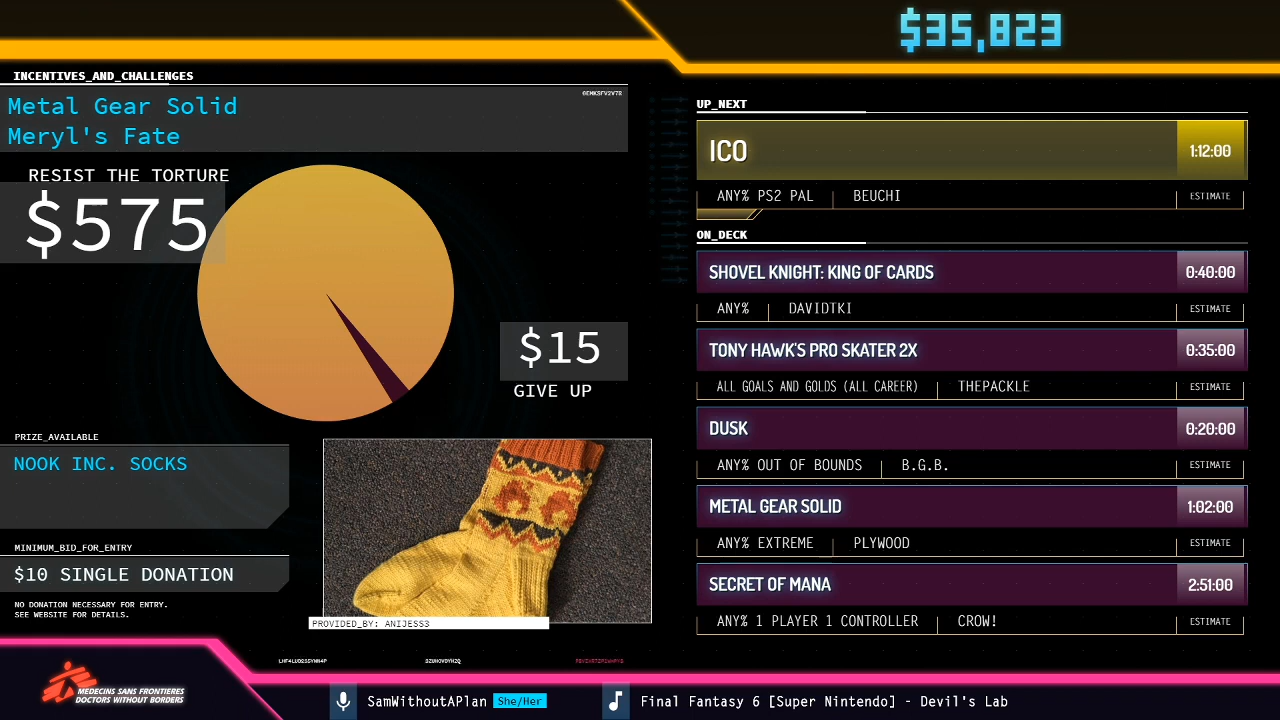 $35,823
INCENTIVES_AND_CHALLENGES
Metal Gear Solid
Meryl's Fate
RESIST THE TORTURE
$575
$15
GIVE UP
PRIZE_AVAILABLE
NOOK INC. SOCKS
MINIMUM_BID_FOR_ENTRY
$10 SINGLE DONATION
NO DONATION NECESSARY FOR ENTRY.
SEE WEBSITE FOR DETAILS.
PROVIDED_BY: ANIJESS3
UP_NEXT
ICO 1:12:00
ANY% PS2 PAL BEUCHI ESTIMATE
ON_DECK
SHOVEL KNIGHT: KING OF CARDS 0:40:00
ANY% DAVIDTKI ESTIMATE
TONY HAWK'S PRO SKATER 2X 0:35:00
ALL GOALS AND GOLDS (ALL CAREER) THEPACKLE ESTIMATE
DUSK 0:20:00
ANY% OUT OF BOUNDS B.G.B. ESTIMATE
METAL GEAR SOLID 1:02:00
ANY% EXTREME PLYWOOD ESTIMATE
SECRET OF MANA 2:51:00
ANY% 1 PLAYER 1 CONTROLLER CROW! ESTIMATE
MEDECINS SANS FRONTIERES
DOCTORS WITHOUT BORDERS
SamWithoutAPlan She/Her
Final Fantasy 6 [Super Nintendo] - Devil's Lab